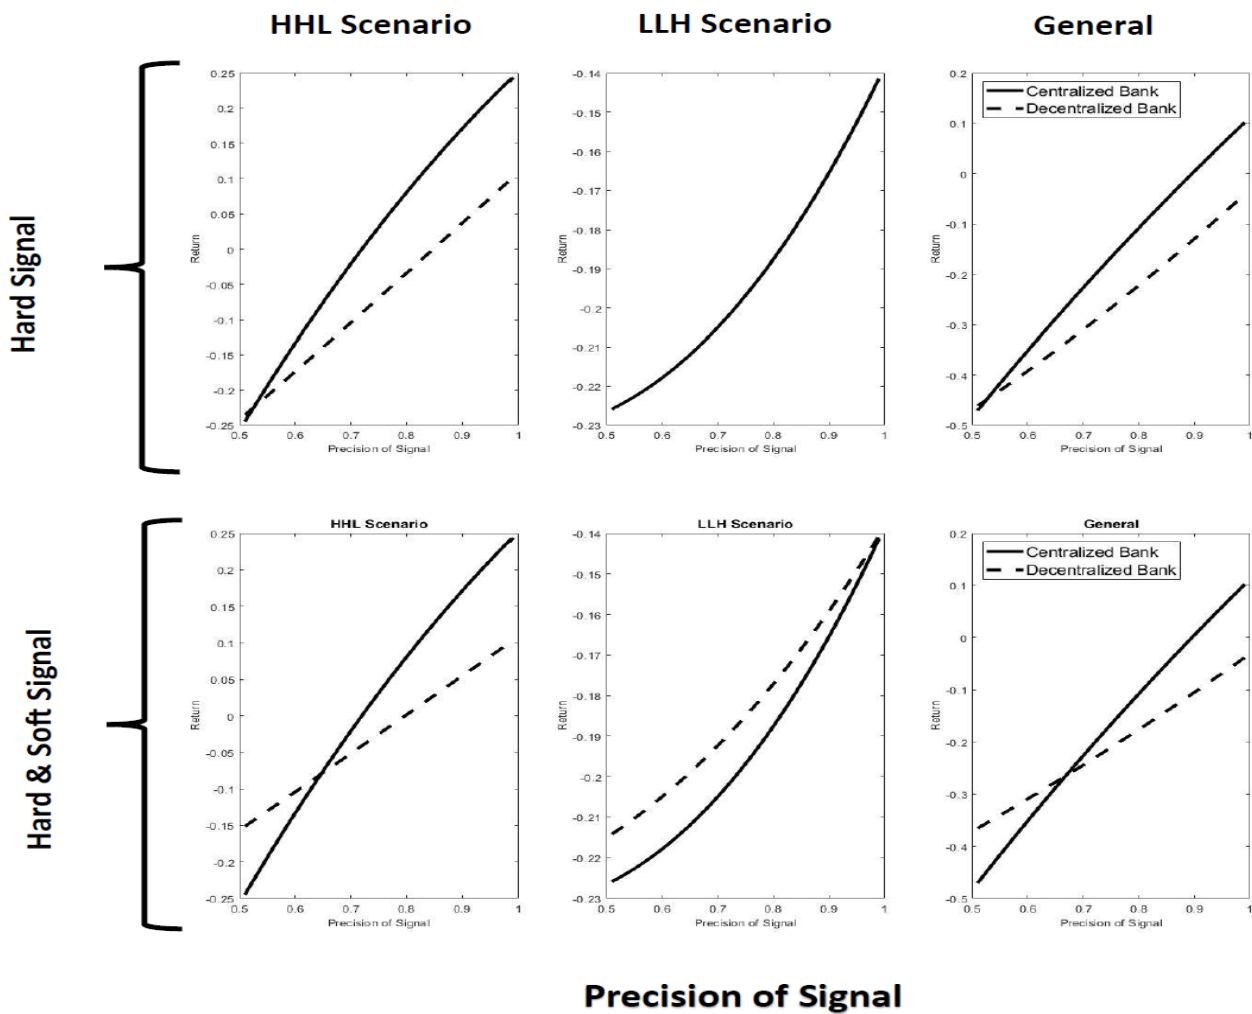 HHL Scenario
LLH Scenario
General
Hard Signal
0.25
0.2
0.15
0.1
0.05
0
-0.05
-0.1
-0.15
-0.2
-0.25
Return
0.5 0.6 0.7 0.8 0.9 1
Precision of Signal
-0.14
-0.15
-0.16
-0.17
-0.18
-0.19
-0.2
-0.21
-0.22
-0.23
Return
0.5 0.6 0.7 0.8 0.9 1
Precision of Signal
0.2
0.1
0
-0.1
-0.2
-0.3
-0.4
-0.5
Return
Centralized Bank
Decentralized Bank
0.5 0.6 0.7 0.8 0.9 1
Precision of Signal
Hard & Soft Signal
HHL Scenario
0.25
0.2
0.15
0.1
0.05
0
-0.05
-0.1
-0.15
-0.2
-0.25
Return
0.5 0.6 0.7 0.8 0.9 1
Precision of Signal
LLH Scenario
-0.14
-0.15
-0.16
-0.17
-0.18
-0.19
-0.2
-0.21
-0.22
-0.23
Return
0.5 0.6 0.7 0.8 0.9 1
Precision of Signal
General
0.2
0.1
0
-0.1
-0.2
-0.3
-0.4
-0.5
Return
Centralized Bank
Decentralized Bank
0.5 0.6 0.7 0.8 0.9 1
Precision of Signal
Precision of Signal